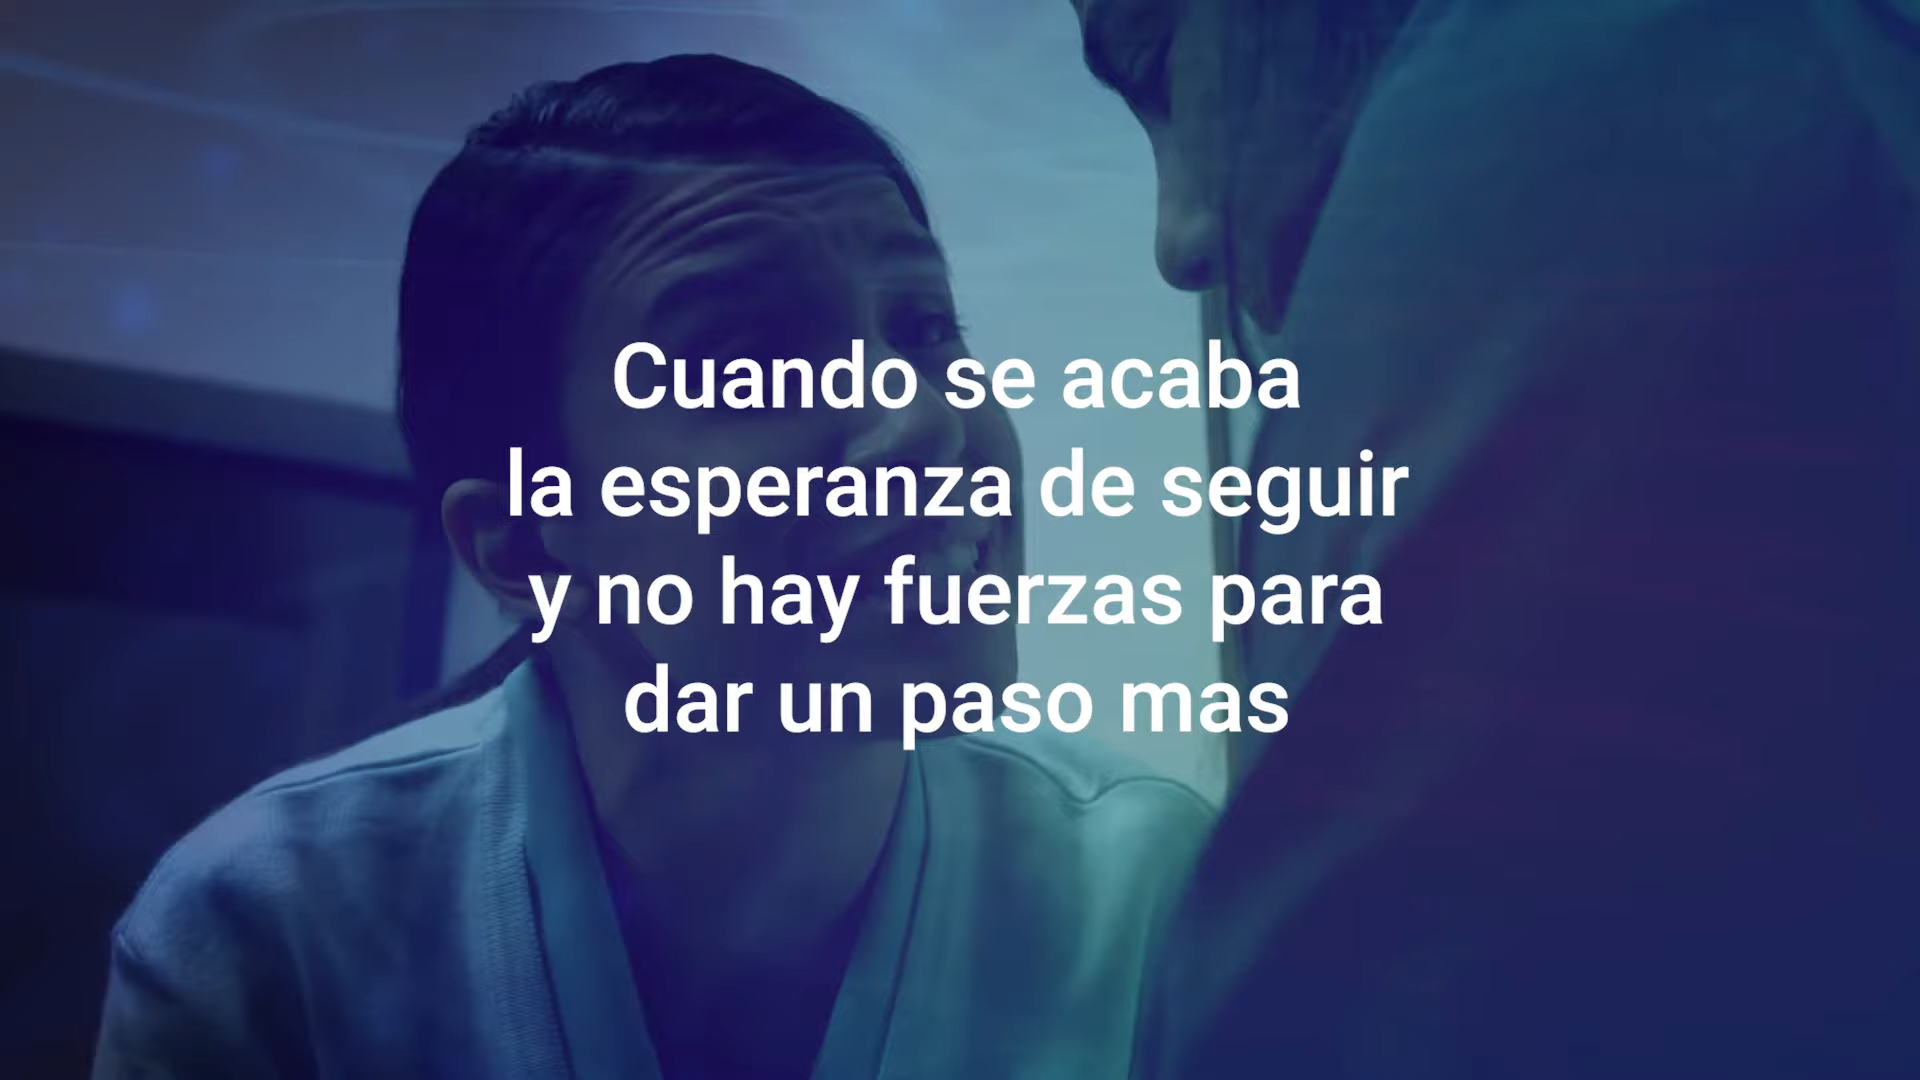 Cuando se acaba
la esperanza de seguir
y no hay fuerzas para
dar un paso mas